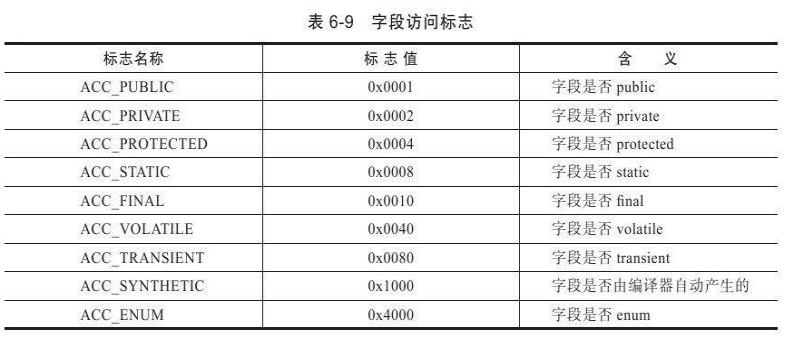 表 6-9 字段访问标志
标志名称 标 志 值 含 义
ACC_PUBLIC 0x0001 字段是否 public
ACC_PRIVATE 0x0002 字段是否 private
ACC_PROTECTED 0x0004 字段是否 protected
ACC_STATIC 0x0008 字段是否 static
ACC_FINAL 0x0010 字段是否 final
ACC_VOLATILE 0x0040 字段是否 volatile
ACC_TRANSIENT 0x0080 字段是否 transient
ACC_SYNTHETIC 0x1000 字段是否由编译器自动产生的
ACC_ENUM 0x4000 字段是否 enum